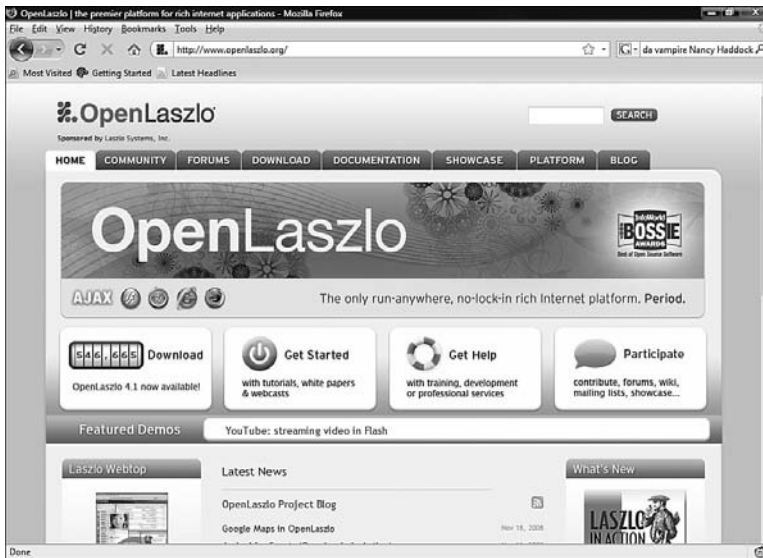 OpenLaszlo | the premier platform for rich internet applications - Mozilla Firefox
File Edit View History Bookmarks Tools Help
http://www.openlaszlo.org/
G da vampire Nancy Haddock
Most Visited Getting Started Latest Headlines
OpenLaszlo
Sponsored by Laszlo Systems, Inc.
SEARCH
HOME COMMUNITY FORUMS DOWNLOAD DOCUMENTATION SHOWCASE PLATFORM BLOG
OpenLaszlo
InfoWorld
BOSSIE
AWARDS
Best of Open Source Software
AJAX
The only run-anywhere, no-lock-in rich Internet platform. Period.
546,665 Download
OpenLaszlo 4.1 now available!
Get Started
with tutorials, white papers
& webcasts
Get Help
with training, development
or professional services
Participate
contribute, forums, wiki,
mailing lists, showcase...
Featured Demos
YouTube: streaming video in Flash
Laszlo Webtop
Latest News
What's New
OpenLaszlo Project Blog
Google Maps in OpenLaszlo
Nov 18, 2008
LASZLO
IN ACTION
Done